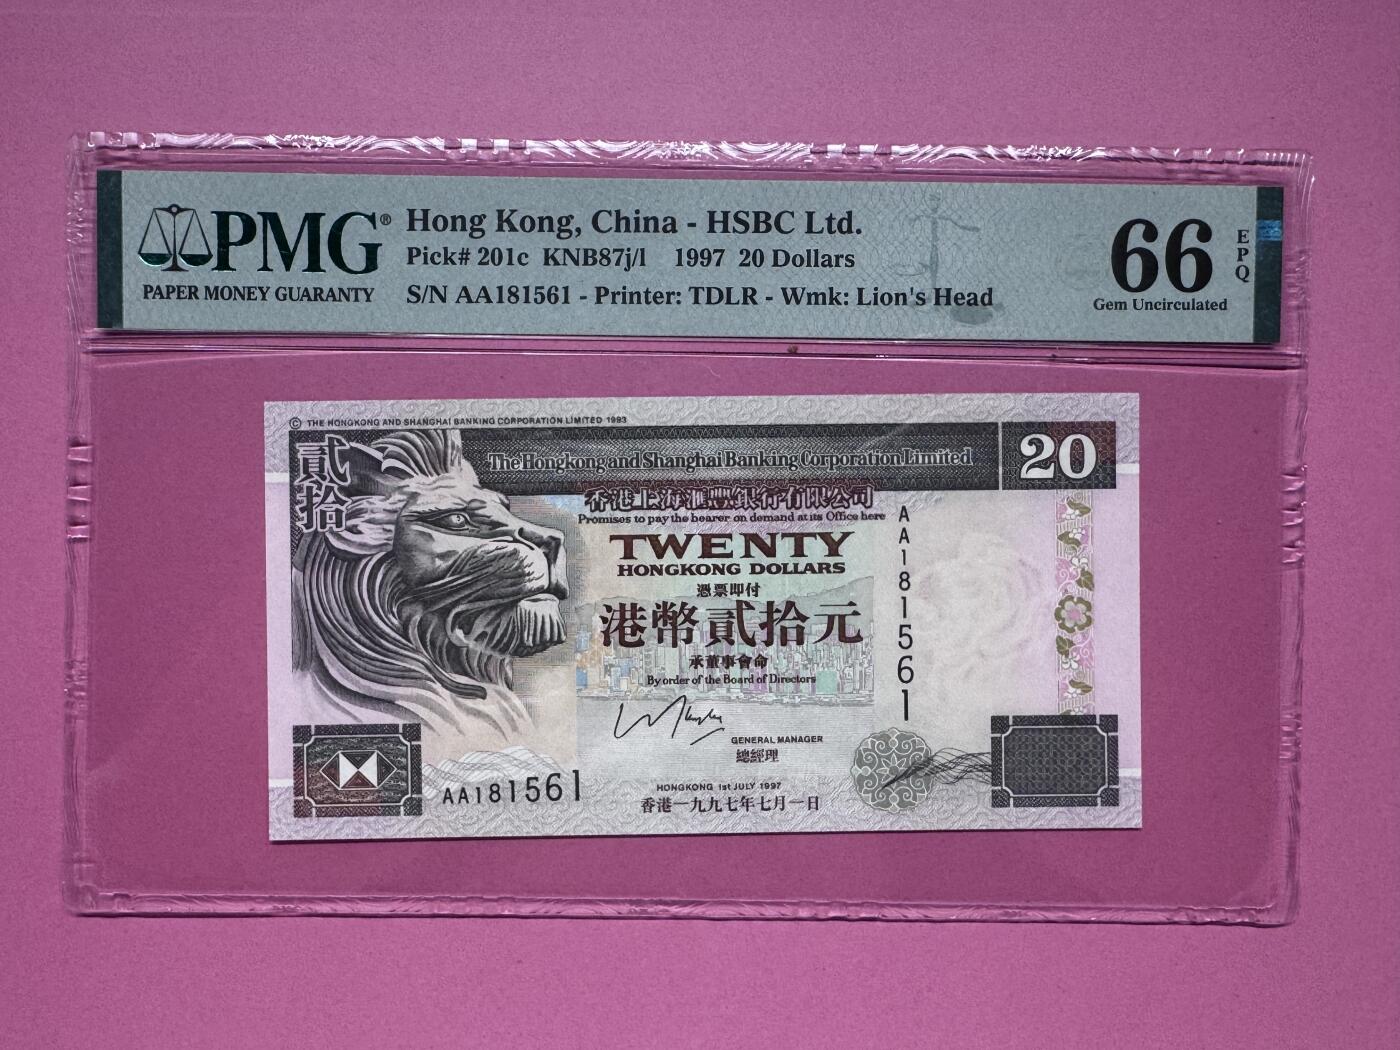 PMG®
PAPER MONEY GUARANTY
Hong Kong, China - HSBC Ltd.
Pick# 201c KNB87j/l 1997 20 Dollars
S/N AA181561 - Printer: TDLR - Wmk: Lion's Head
66
EPQ
Gem Uncirculated
© THE HONGKONG AND SHANGHAI BANKING CORPORATION LIMITED 1993
貳拾
The Hongkong and Shanghai Banking Corporation Limited
20
香港上海滙豐銀行有限公司
Promises to pay the bearer on demand at its Office here
TWENTY
HONGKONG DOLLARS
憑票即付
港幣貳拾元
承董事會命
By order of the Board of Directors
AA181561
GENERAL MANAGER
總經理
AA181561
HONGKONG 1st JULY 1997
香港一九九七年七月一日